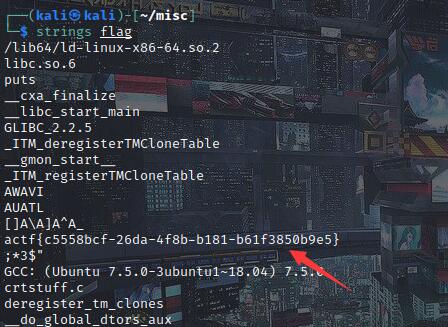 ┌──(kali㉿kali)-[~/misc]
└─$ strings flag
/lib64/ld-linux-x86-64.so.2
libc.so.6
puts
__cxa_finalize
__libc_start_main
GLIBC_2.2.5
_ITM_deregisterTMCloneTable
__gmon_start__
_ITM_registerTMCloneTable
AWAVI
AUATL
[]A\A]A^A_
actf{c5558bcf-26da-4f8b-b181-b61f3850b9e5}
;*3$"
GCC: (Ubuntu 7.5.0-3ubuntu1~18.04) 7.5.0
crtstuff.c
deregister_tm_clones
__do_global_dtors_aux